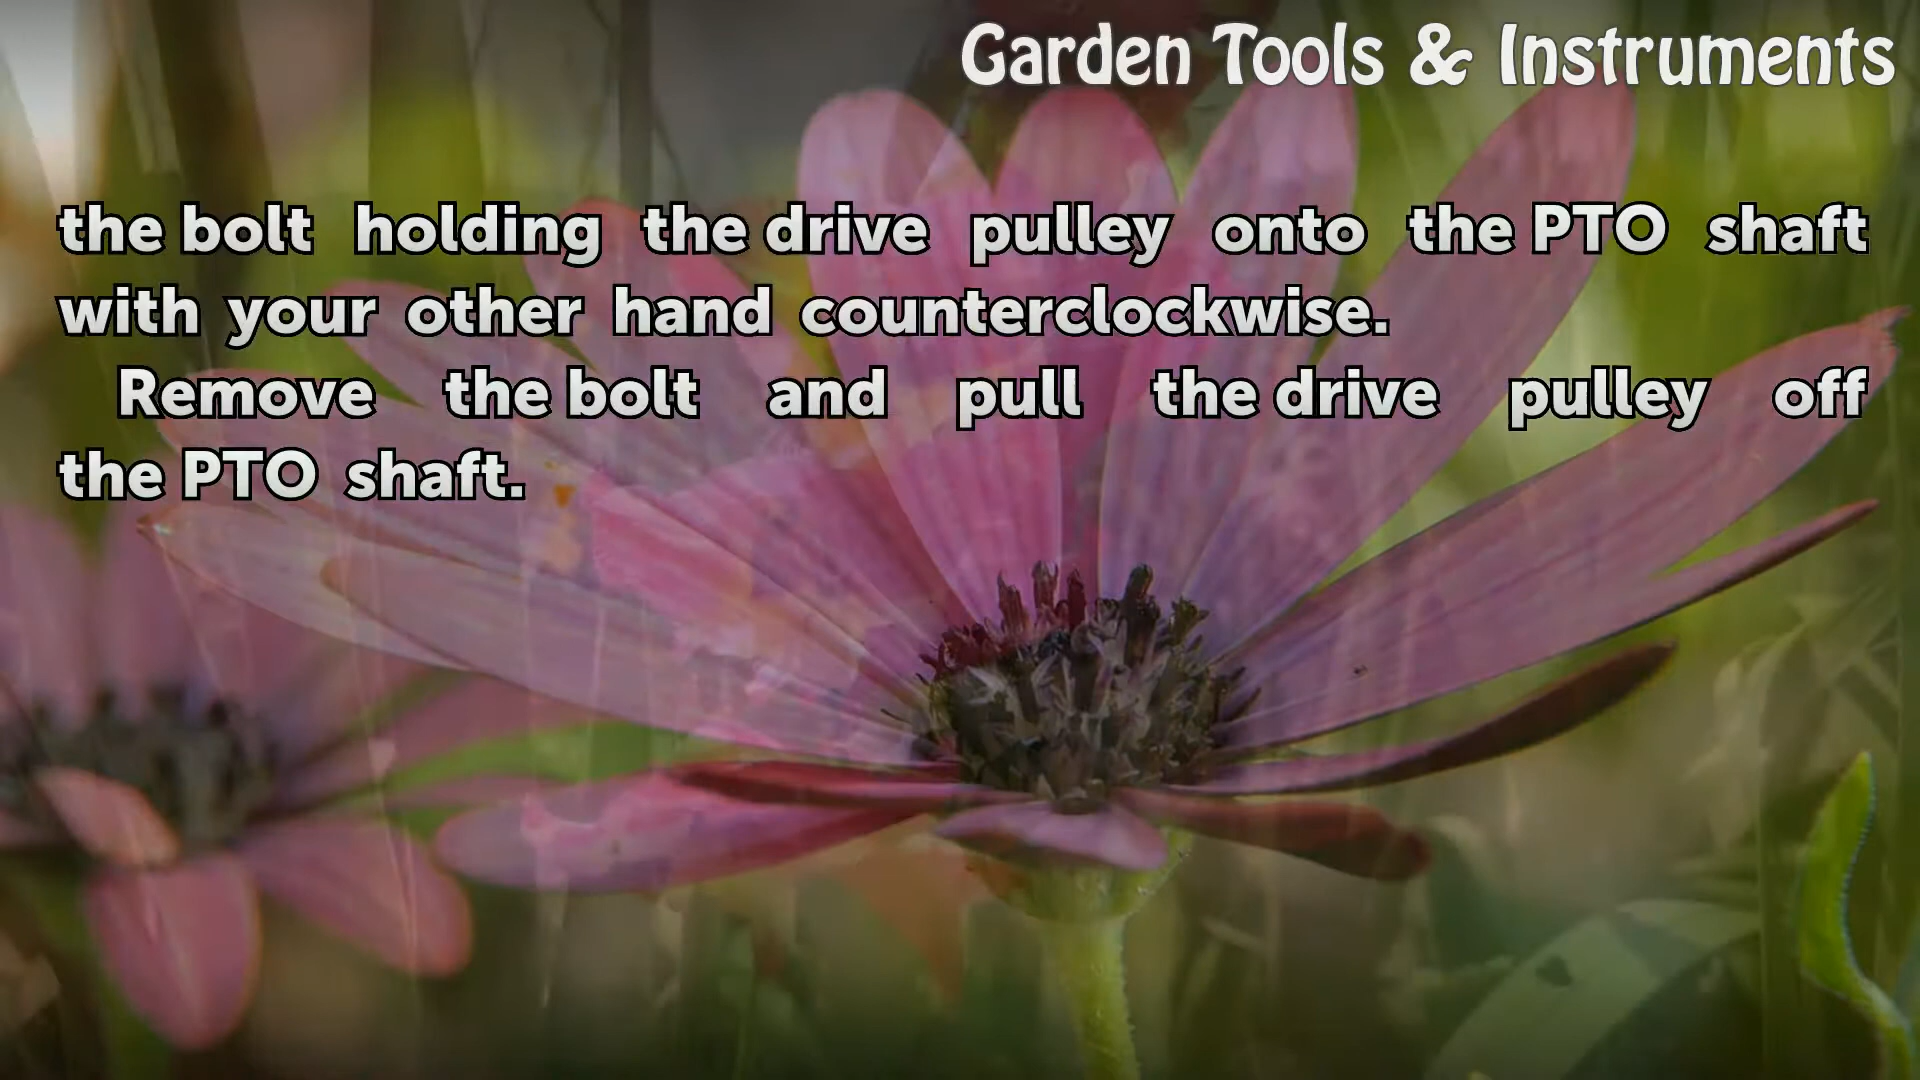 Garden Tools & Instruments
the bolt holding the drive pulley onto the PTO shaft
with your other hand counterclockwise.
Remove the bolt and pull the drive pulley off
the PTO shaft.